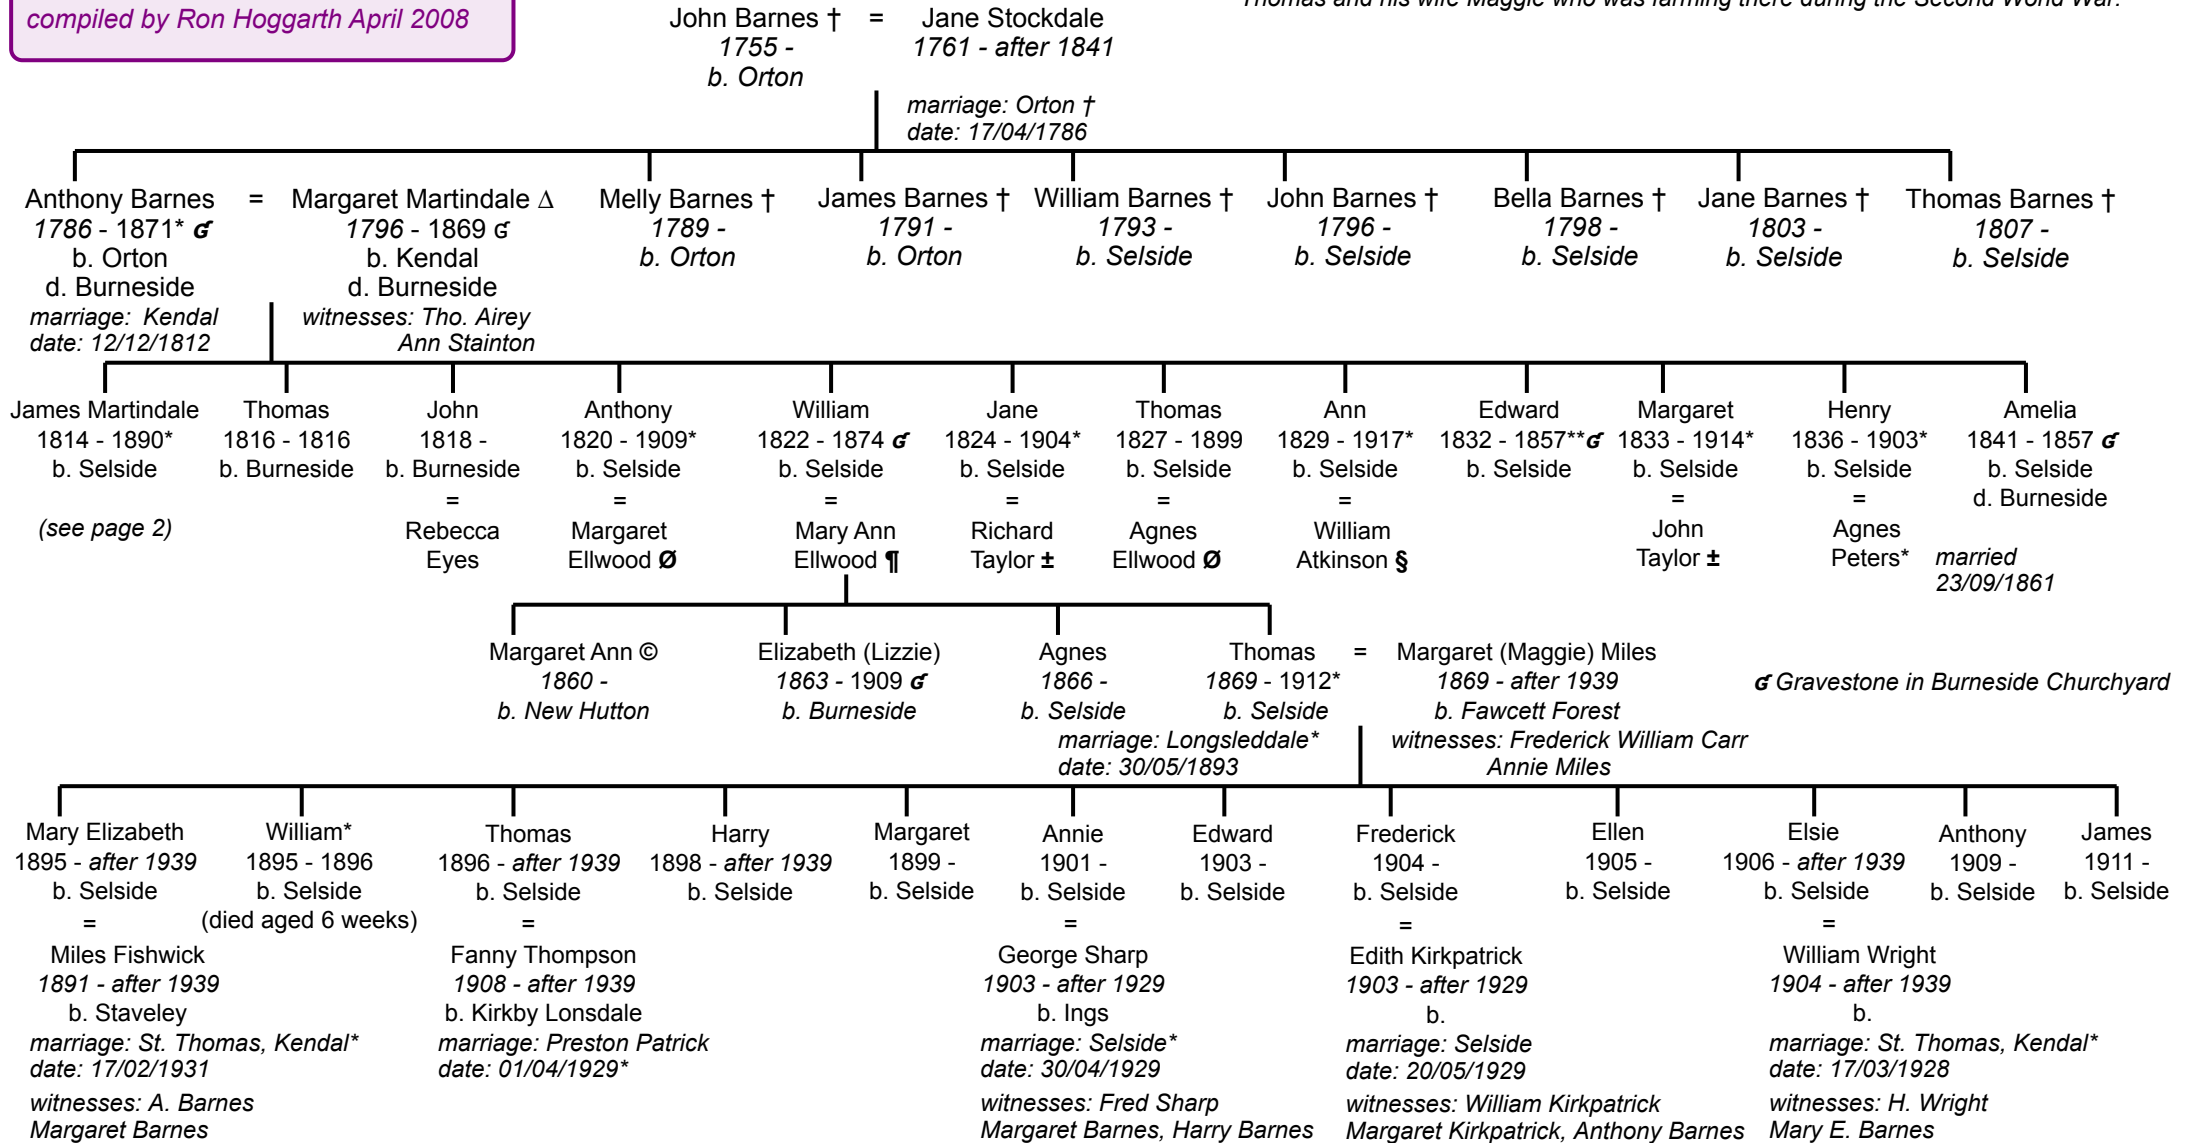 compiled by Ron Hoggarth April 2008
Thomas and his wife Maggie who was farming there during the Second World War.
John Barnes † = Jane Stockdale
1755 - 1761 - after 1841
b. Orton
marriage: Orton †
date: 17/04/1786
Anthony Barnes = Margaret Martindale Δ Melly Barnes † James Barnes † William Barnes † John Barnes † Bella Barnes † Jane Barnes † Thomas Barnes †
1786 - 1871* G 1796 - 1869 G 1789 - 1791 - 1793 - 1796 - 1798 - 1803 - 1807 -
b. Orton b. Kendal b. Orton b. Orton b. Selside b. Selside b. Selside b. Selside b. Selside
d. Burneside d. Burneside
marriage: Kendal witnesses: Tho. Airey
date: 12/12/1812 Ann Stainton
James Martindale Thomas John Anthony William Jane Thomas Ann Edward Margaret Henry Amelia
1814 - 1890* 1816 - 1816 1818 - 1820 - 1909* 1822 - 1874 G 1824 - 1904* 1827 - 1899 1829 - 1917* 1832 - 1857**G 1833 - 1914* 1836 - 1903* 1841 - 1857 G
b. Selside b. Burneside b. Burneside b. Selside b. Selside b. Selside b. Selside b. Selside b. Selside b. Selside b. Selside b. Selside
= = = = = = = = d. Burneside
(see page 2) Rebecca Margaret Mary Ann Richard Agnes William John Agnes
Eyes Ellwood Ø Ellwood ¶ Taylor ± Ellwood Ø Atkinson § Taylor ± Peters* married
23/09/1861
Margaret Ann © Elizabeth (Lizzie) Agnes Thomas = Margaret (Maggie) Miles
1860 - 1863 - 1909 G 1866 - 1869 - 1912* 1869 - after 1939 G Gravestone in Burneside Churchyard
b. New Hutton b. Burneside b. Selside b. Selside b. Fawcett Forest
marriage: Longsleddale* witnesses: Frederick William Carr
date: 30/05/1893 Annie Miles
Mary Elizabeth William* Thomas Harry Margaret Annie Edward Frederick Ellen Elsie Anthony James
1895 - after 1939 1895 - 1896 1896 - after 1939 1898 - after 1939 1899 - 1901 - 1903 - 1904 - 1905 - 1906 - after 1939 1909 - 1911 -
b. Selside b. Selside b. Selside b. Selside b. Selside b. Selside b. Selside b. Selside b. Selside b. Selside b. Selside b. Selside
= (died aged 6 weeks) = = = =
Miles Fishwick Fanny Thompson George Sharp Edith Kirkpatrick William Wright
1891 - after 1939 1908 - after 1939 1903 - after 1929 1903 - after 1929 1904 - after 1939
b. Staveley b. Kirkby Lonsdale b. Ings b. b.
marriage: St. Thomas, Kendal* marriage: Preston Patrick marriage: Selside* marriage: Selside marriage: St. Thomas, Kendal*
date: 17/02/1931 date: 01/04/1929* date: 30/04/1929 date: 20/05/1929 date: 17/03/1928
witnesses: A. Barnes witnesses: Fred Sharp witnesses: William Kirkpatrick witnesses: H. Wright
Margaret Barnes Margaret Barnes, Harry Barnes Margaret Kirkpatrick, Anthony Barnes Mary E. Barnes